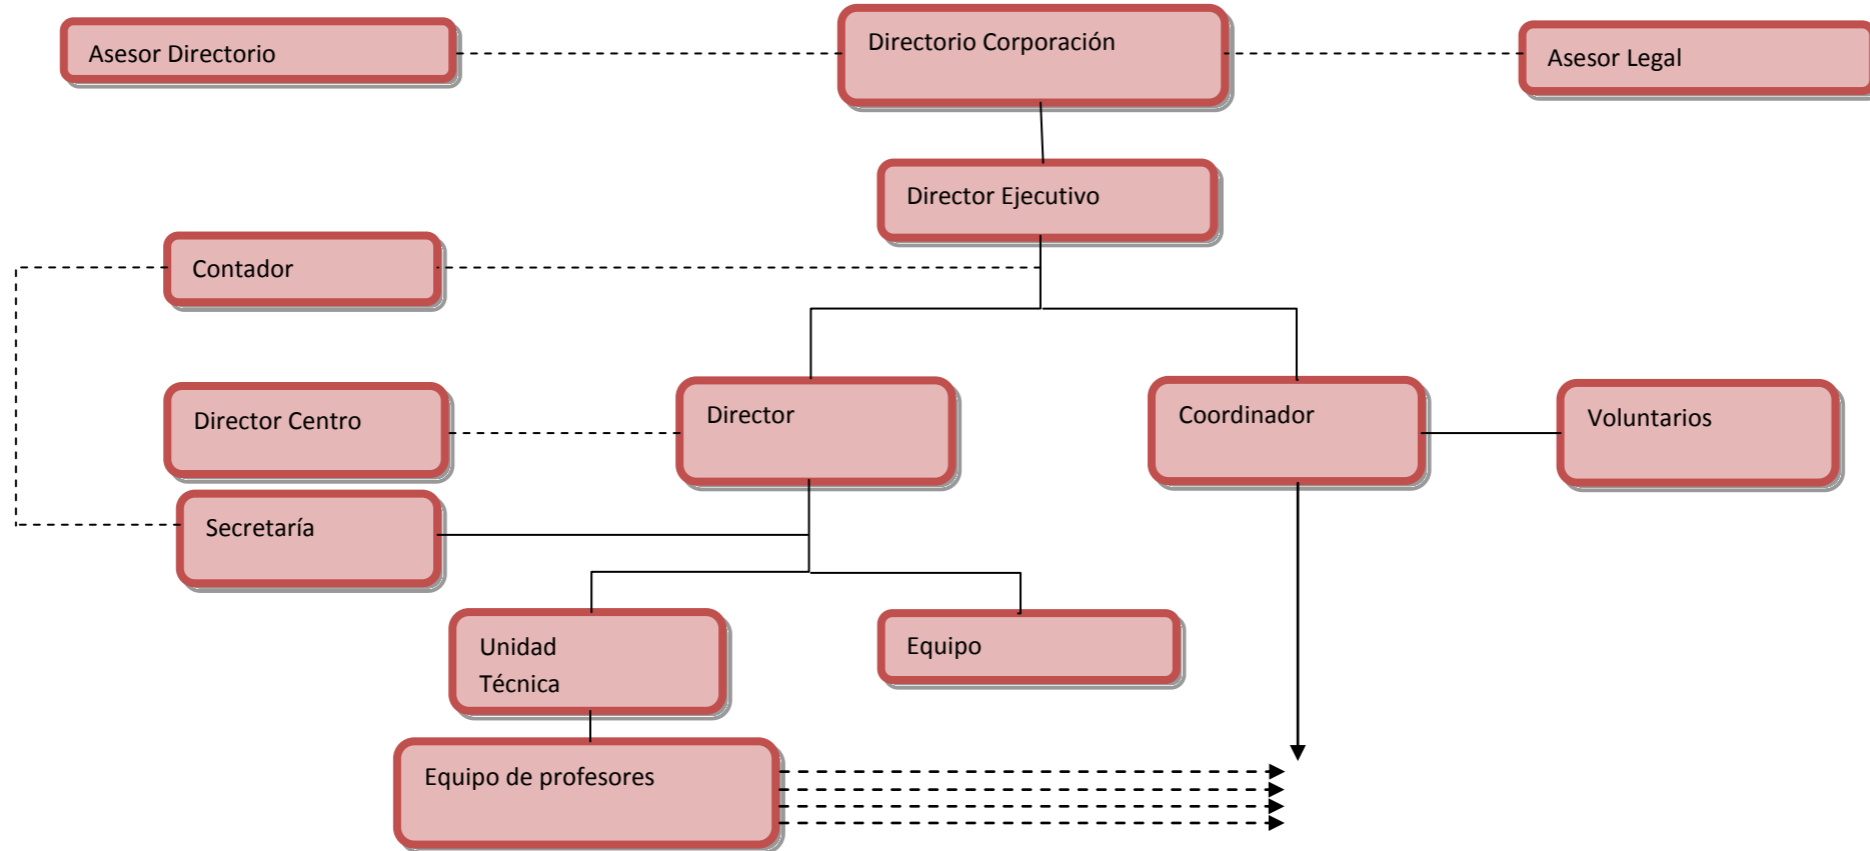 Asesor Directorio
Directorio Corporación
Asesor Legal
Director Ejecutivo
Contador
Director Centro
Director
Coordinador
Voluntarios
Secretaría
Unidad
Técnica
Equipo
Equipo de profesores